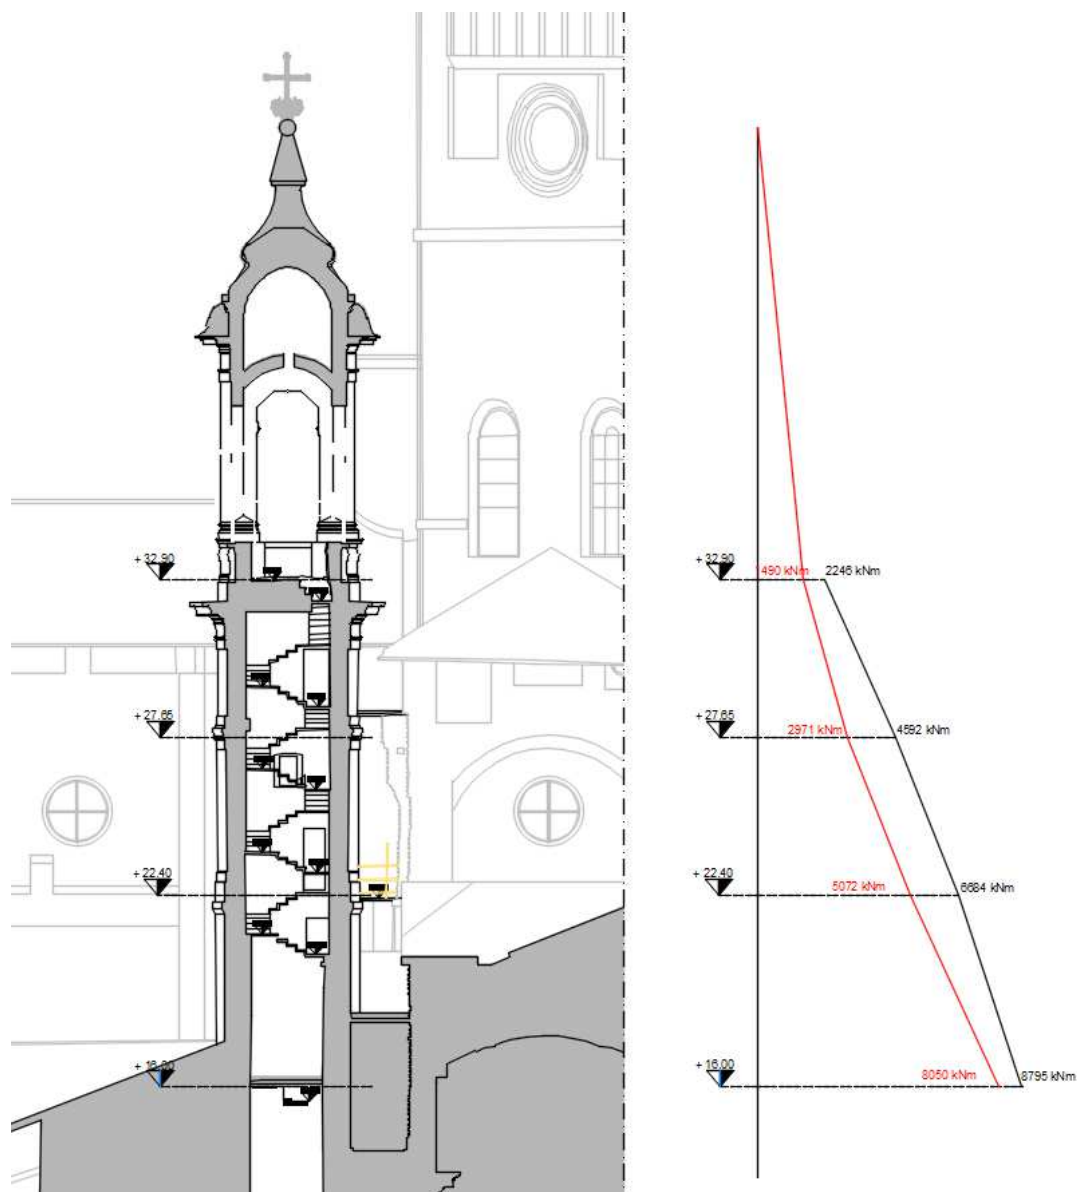 + 32.90
+ 27.65
+ 22.40
+ 16.00
+ 32.90
1490 kNm
2246 kNm
+ 27.65
2971 kNm
4592 kNm
+ 22.40
5072 kNm
6684 kNm
+ 16.00
8050 kNm
8795 kNm